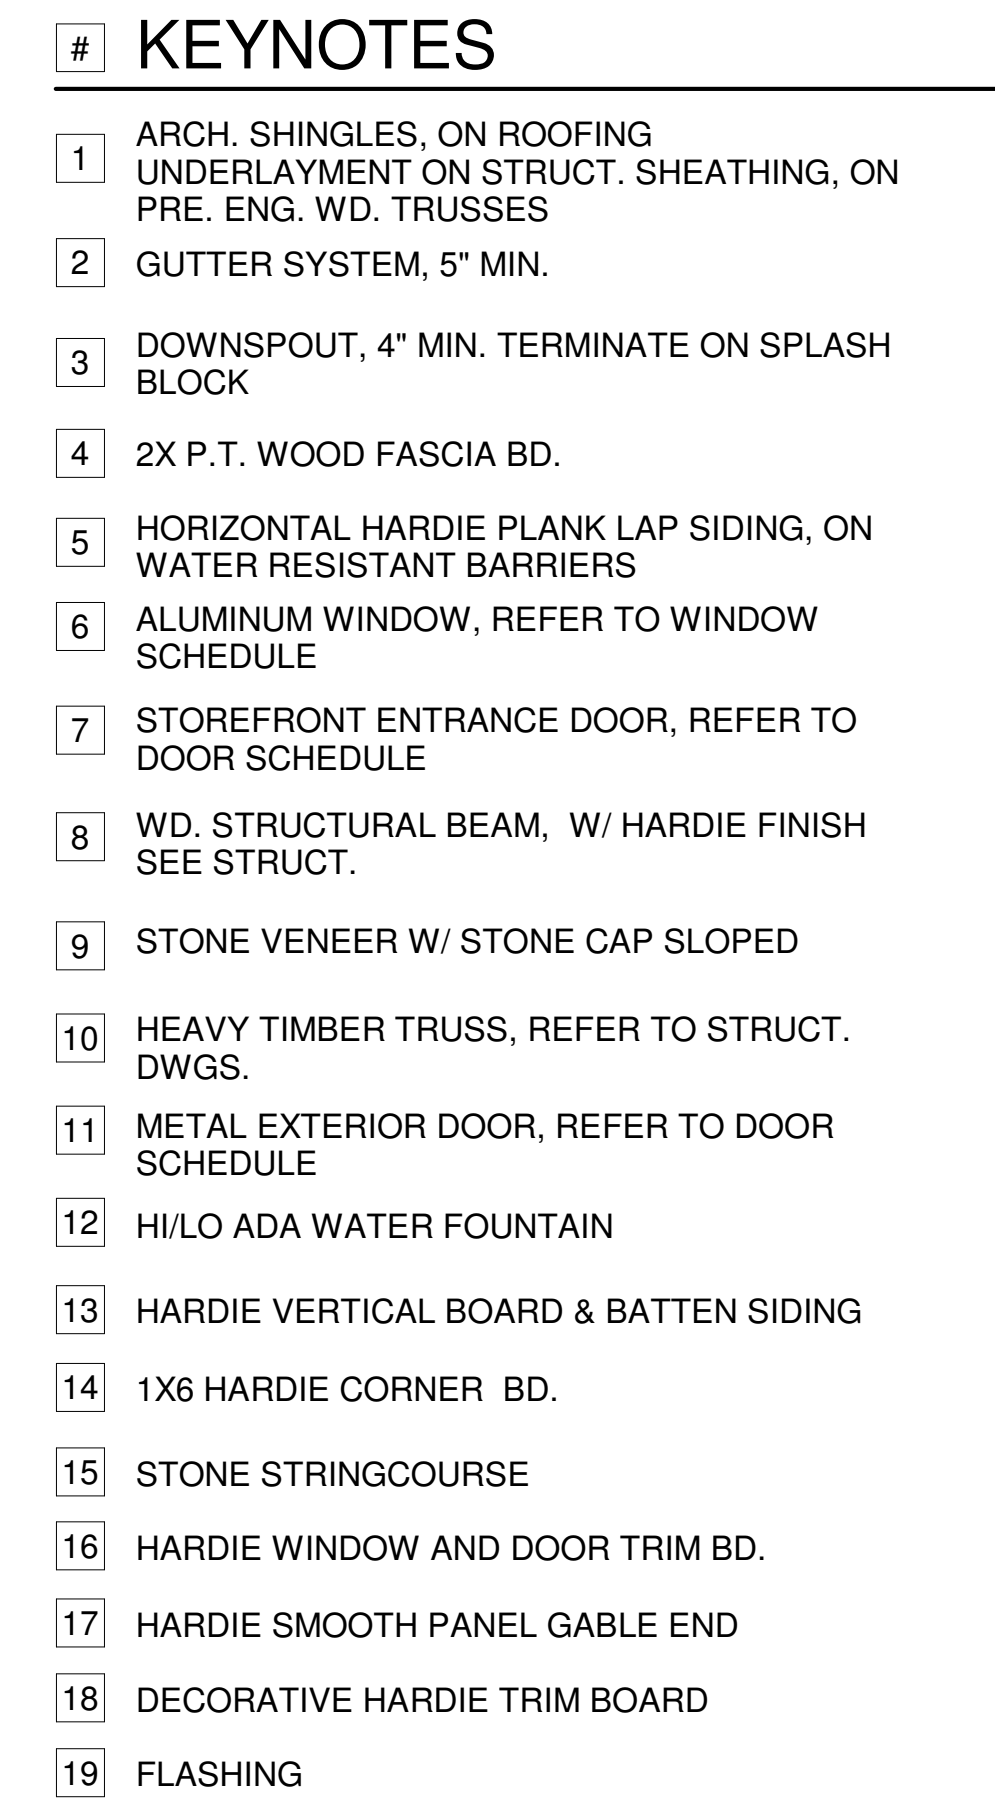 # KEYNOTES
1 ARCH. SHINGLES, ON ROOFING
UNDERLAYMENT ON STRUCT. SHEATHING, ON
PRE. ENG. WD. TRUSSES
2 GUTTER SYSTEM, 5" MIN.
3 DOWNSPOUT, 4" MIN. TERMINATE ON SPLASH
BLOCK
4 2X P.T. WOOD FASCIA BD.
5 HORIZONTAL HARDIE PLANK LAP SIDING, ON
WATER RESISTANT BARRIERS
6 ALUMINUM WINDOW, REFER TO WINDOW
SCHEDULE
7 STOREFRONT ENTRANCE DOOR, REFER TO
DOOR SCHEDULE
8 WD. STRUCTURAL BEAM,  W/ HARDIE FINISH
SEE STRUCT.
9 STONE VENEER W/ STONE CAP SLOPED
10 HEAVY TIMBER TRUSS, REFER TO STRUCT.
DWGS.
11 METAL EXTERIOR DOOR, REFER TO DOOR
SCHEDULE
12 HI/LO ADA WATER FOUNTAIN
13 HARDIE VERTICAL BOARD & BATTEN SIDING
14 1X6 HARDIE CORNER  BD.
15 STONE STRINGCOURSE
16 HARDIE WINDOW AND DOOR TRIM BD.
17 HARDIE SMOOTH PANEL GABLE END
18 DECORATIVE HARDIE TRIM BOARD
19 FLASHING